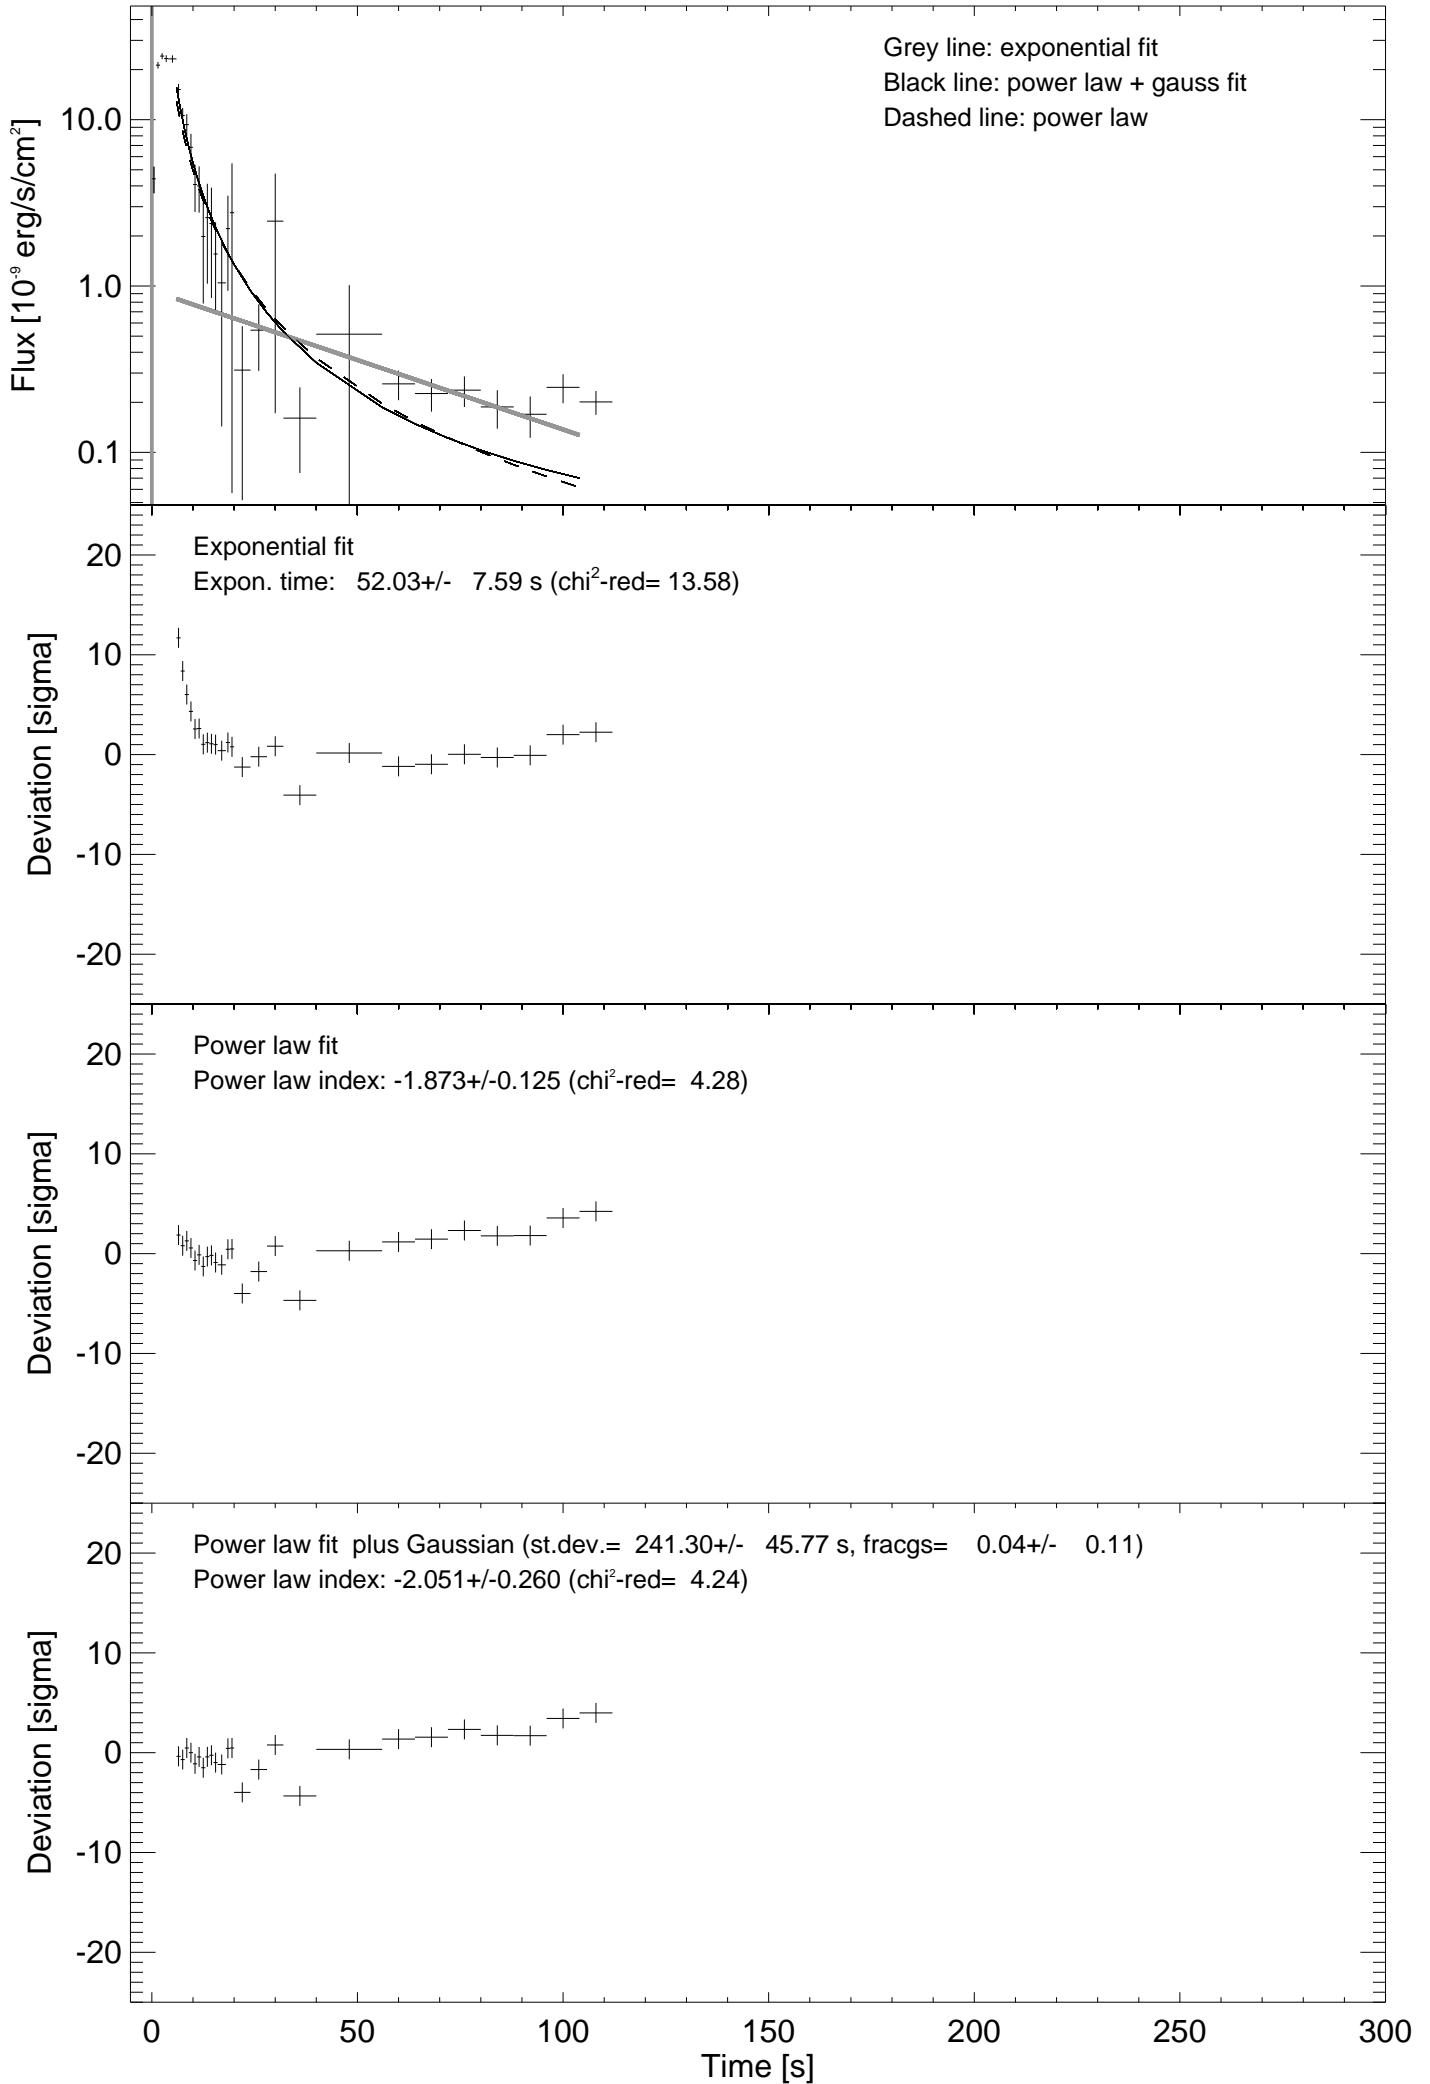 Grey line: exponential fit
Black line: power law + gauss fit
Dashed line: power law
Flux [10⁻⁹ erg/s/cm²]
10.0
1.0
0.1
Exponential fit
Expon. time: 52.03+/- 7.59 s (chi²-red= 13.58)
Deviation [sigma]
20
10
0
-10
-20
Power law fit
Power law index: -1.873+/-0.125 (chi²-red= 4.28)
Deviation [sigma]
20
10
0
-10
-20
Power law fit plus Gaussian (st.dev.= 241.30+/- 45.77 s, fracgs= 0.04+/- 0.11)
Power law index: -2.051+/-0.260 (chi²-red= 4.24)
Deviation [sigma]
20
10
0
-10
-20
0 50 100 150 200 250 300
Time [s]